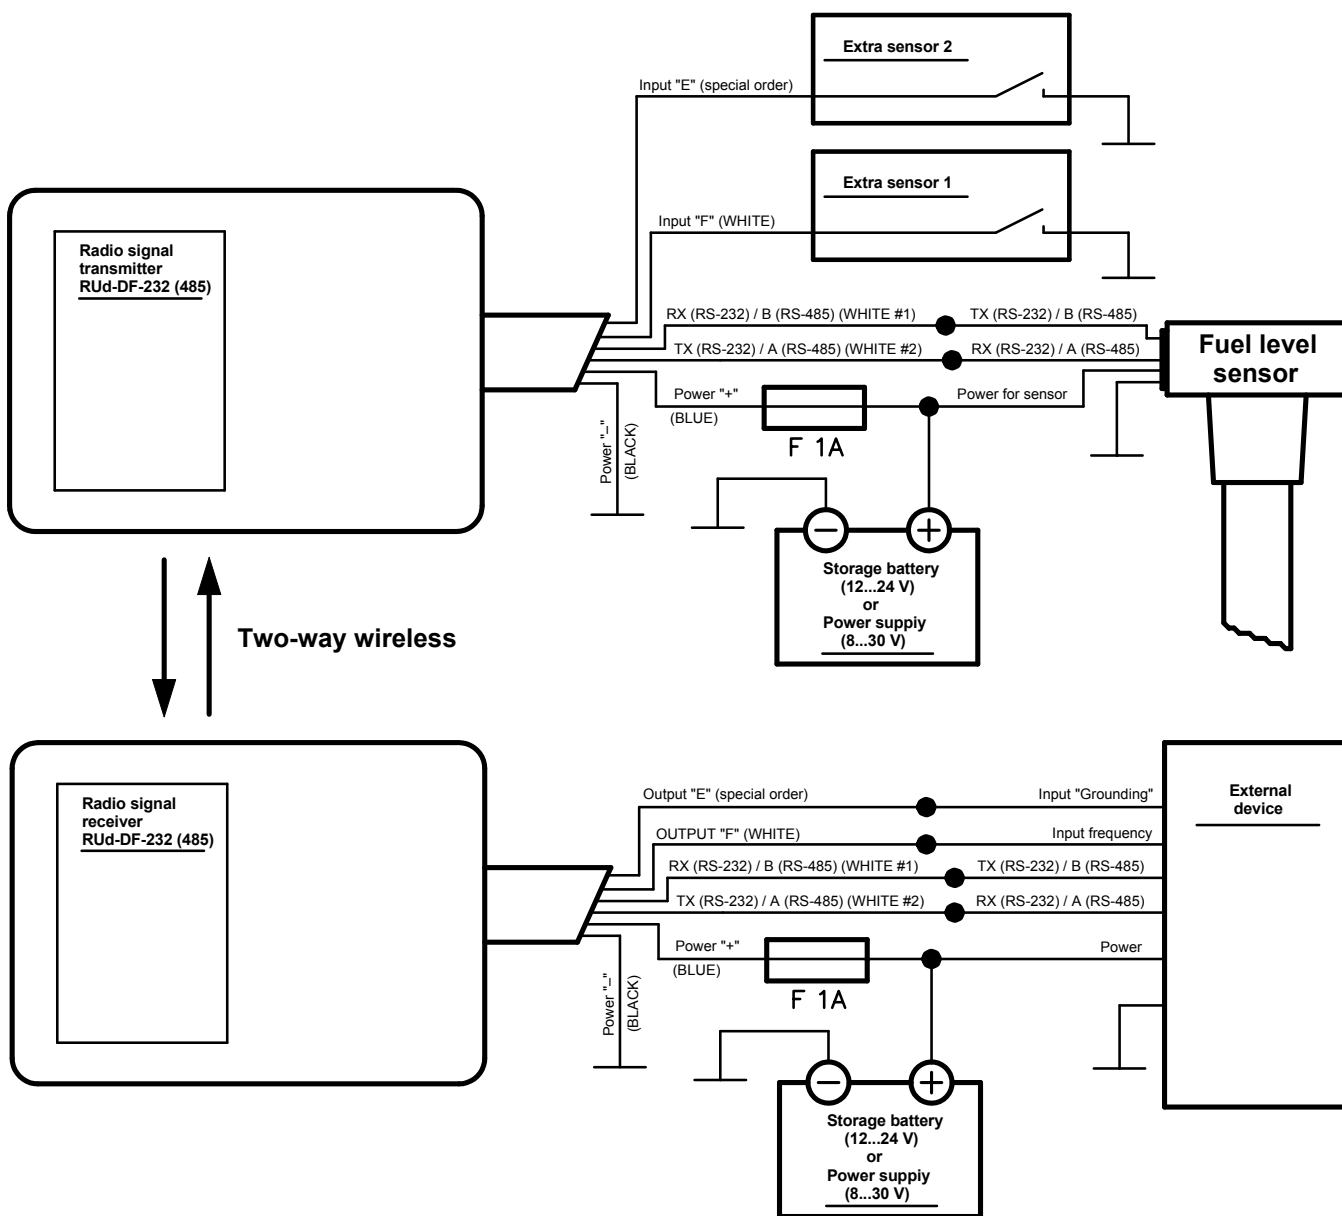 Extra sensor 2
Input "E" (special order)
Extra sensor 1
Input "F" (WHITE)
Radio signal
transmitter
RUd-DF-232 (485)
RX (RS-232) / B (RS-485) (WHITE #1)
TX (RS-232) / B (RS-485)
TX (RS-232) / A (RS-485) (WHITE #2)
RX (RS-232) / A (RS-485)
Fuel level
sensor
Power "+"
(BLUE)
Power for sensor
F 1A
Power "–"
(BLACK)
Storage battery
(12...24 V)
or
Power suppiy
(8...30 V)
Two-way wireless
Radio signal
receiver
RUd-DF-232 (485)
Output "E" (special order)
Input "Grounding"
External
device
OUTPUT "F" (WHITE)
Input frequency
RX (RS-232) / B (RS-485) (WHITE #1)
TX (RS-232) / B (RS-485)
TX (RS-232) / A (RS-485) (WHITE #2)
RX (RS-232) / A (RS-485)
Power "+"
(BLUE)
Power
F 1A
Power "–"
(BLACK)
Storage battery
(12...24 V)
or
Power suppiy
(8...30 V)